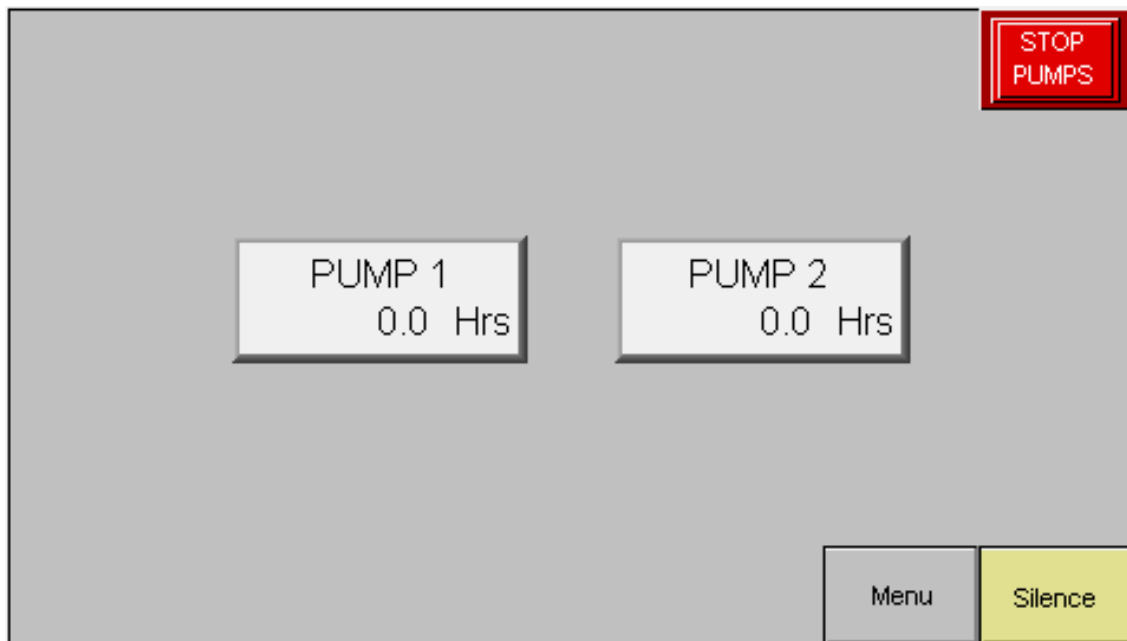 STOP
PUMPS
PUMP 1
0.0 Hrs
PUMP 2
0.0 Hrs
Menu
Silence